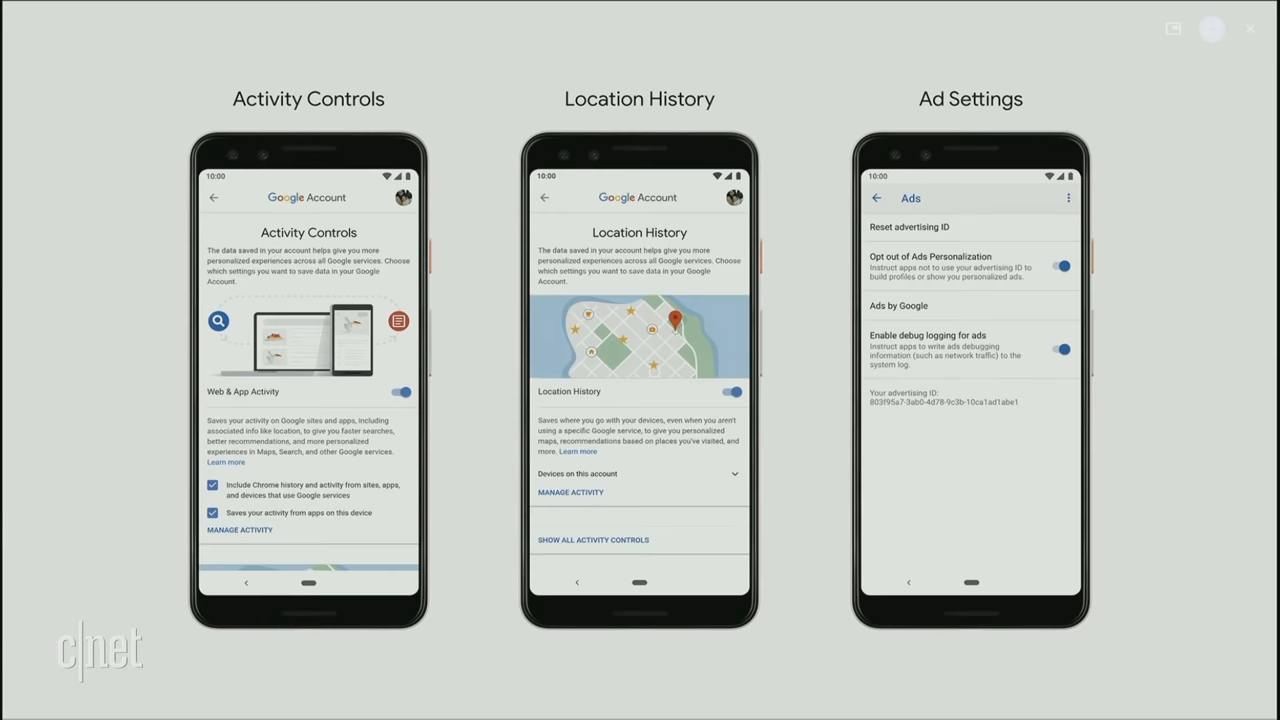 Activity Controls
10:00
Google Account
Activity Controls
The data saved in your account helps give you more
personalized experiences across all Google services. Choose
which settings you want to save data in your Google
Account.
Web & App Activity
Saves your activity on Google sites and apps, including
associated info like location, to give you faster searches,
better recommendations, and more personalized
experiences in Maps, Search, and other Google services.
Learn more
Include Chrome history and activity from sites, apps,
and devices that use Google services
Saves your activity from apps on this device
MANAGE ACTIVITY
Location History
10:00
Google Account
Location History
The data saved in your account helps give you more
personalized experiences across all Google services. Choose
which settings you want to save data in your Google
Account.
Location History
Saves where you go with your devices, even when you aren't
using a specific Google service, to give you personalized
maps, recommendations based on places you've visited, and
more. Learn more
Devices on this account
MANAGE ACTIVITY
SHOW ALL ACTIVITY CONTROLS
Ad Settings
10:00
Ads
Reset advertising ID
Opt out of Ads Personalization
Instruct apps not to use your advertising ID to
build profiles or show you personalized ads.
Ads by Google
Enable debug logging for ads
Instruct apps to write ads debugging
information (such as network traffic) to the
system log.
Your advertising ID:
803f95a7-3ab0-4d78-9c3b-10ca1ad1abe1
c|net